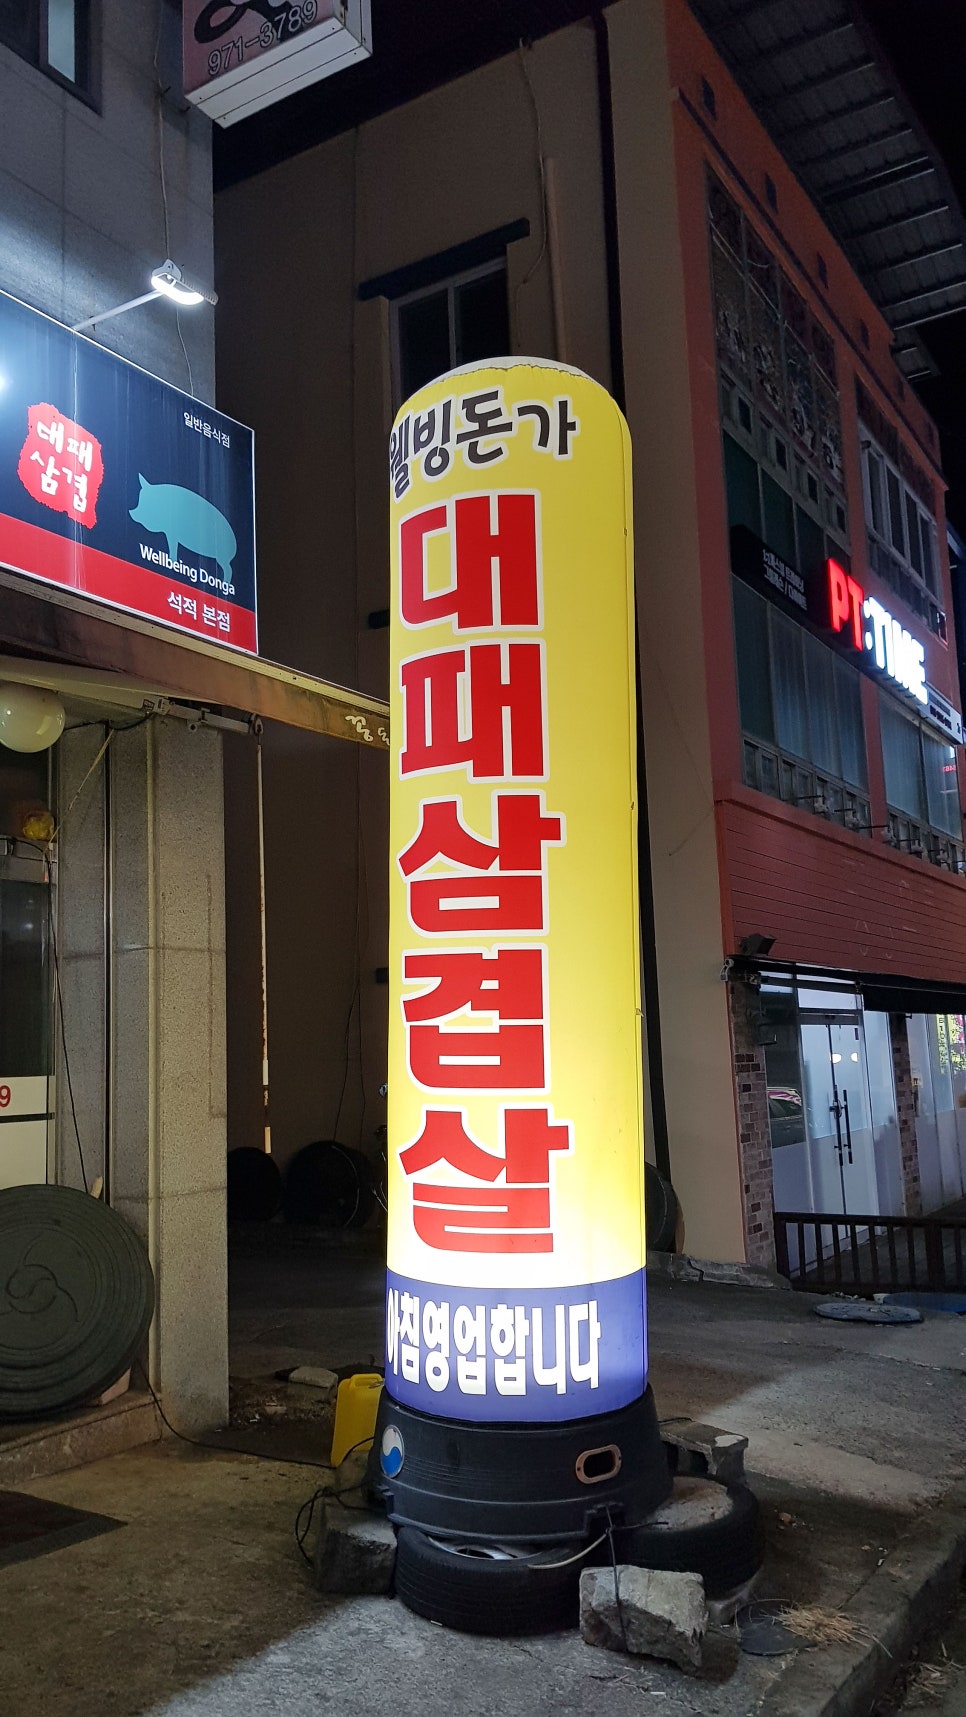 971-3789
일반음식점
대패
삼겹
Wellbeing Donga
석적 본점
웰빙돈가
대패삼겹살
아침영업합니다
PT:TIME
9